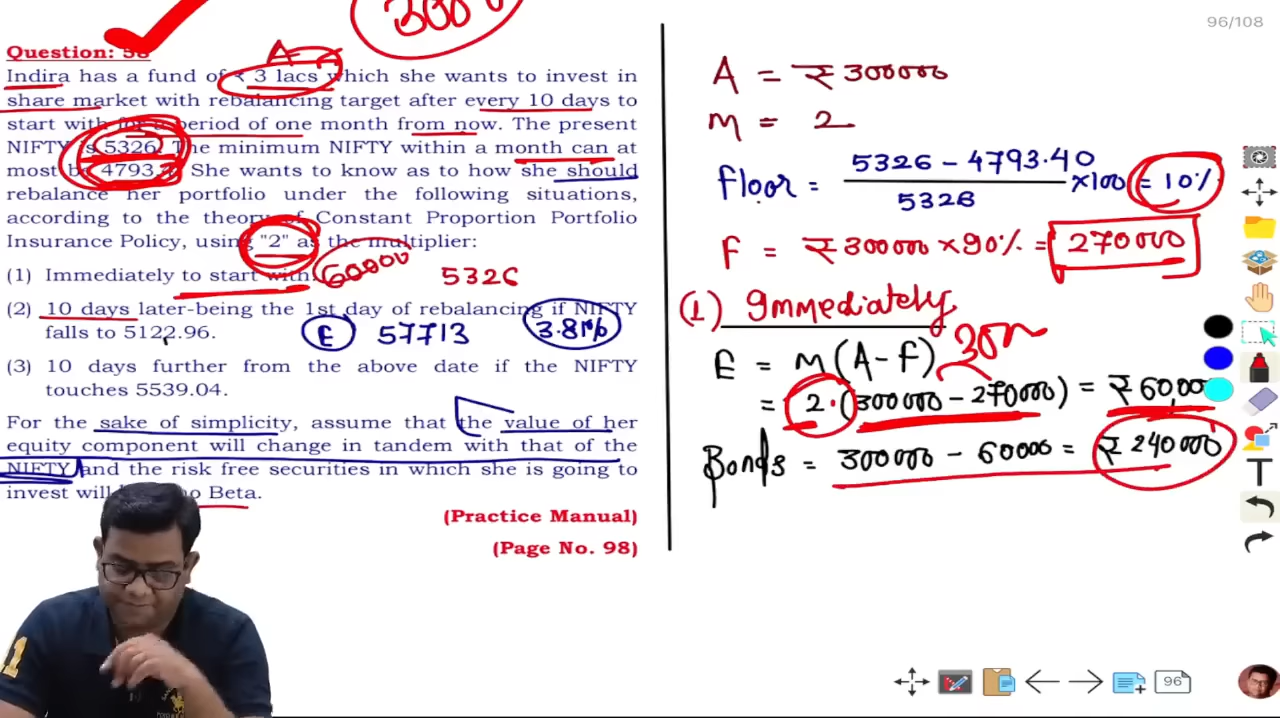 96/108
3000
Question: 58
A
Indira has a fund of ₹ 3 lacs which she wants to invest in
share market with rebalancing target after every 10 days to
start with for a period of one month from now. The present
NIFTY is 5326. The minimum NIFTY within a month can at
most be 4793.4. She wants to know as to how she should
rebalance her portfolio under the following situations,
according to the theory of Constant Proportion Portfolio
Insurance Policy, using "2" as the multiplier:
(1) Immediately to start with. 60000 5326
(2) 10 days later-being the 1st day of rebalancing if NIFTY
falls to 5122.96. E 57713 3.81%
(3) 10 days further from the above date if the NIFTY
touches 5539.04.
For the sake of simplicity, assume that the value of her
equity component will change in tandem with that of the
NIFTY and the risk free securities in which she is going to
invest will no Beta.
(Practice Manual)
(Page No. 98)
A = ₹ 300000
M = 2
Floor = 5326 - 4793.40
5326 ×100 = 10%
F = ₹ 300000 × 90% = 270000
(1) Immediately
E = M (A - F)
= 2 · (300000 - 270000) = ₹ 60,00
Bonds = 300000 - 60000 = ₹ 240000
96